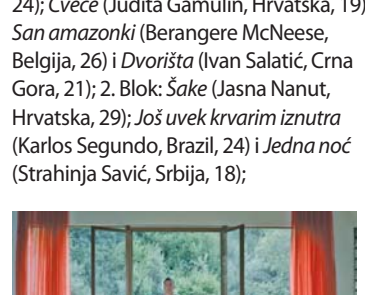 24); Cveće (Judita Gamulin, Hrvatska, 19)
San amazonki (Berangere McNeese,
Belgija, 26) i Dvorišta (Ivan Salatić, Crna
Gora, 21); 2. Blok: Šake (Jasna Nanut,
Hrvatska, 29); Još uvek krvarim iznutra
(Karlos Segundo, Brazil, 24) i Jedna noć
(Strahinja Savić, Srbija, 18);